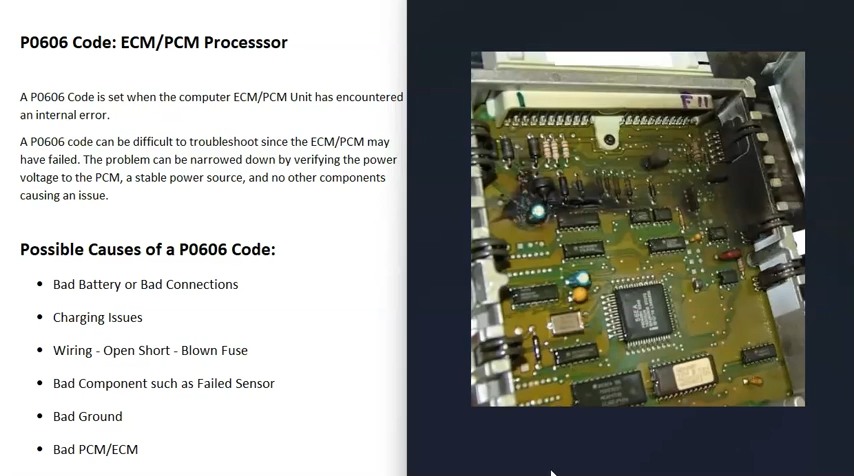 P0606 Code: ECM/PCM Processsor
A P0606 Code is set when the computer ECM/PCM Unit has encountered
an internal error.
A P0606 code can be difficult to troubleshoot since the ECM/PCM may
have failed. The problem can be narrowed down by verifying the power
voltage to the PCM, a stable power source, and no other components
causing an issue.
Possible Causes of a P0606 Code:
• Bad Battery or Bad Connections
• Charging Issues
• Wiring - Open Short - Blown Fuse
• Bad Component such as Failed Sensor
• Bad Ground
• Bad PCM/ECM
F11